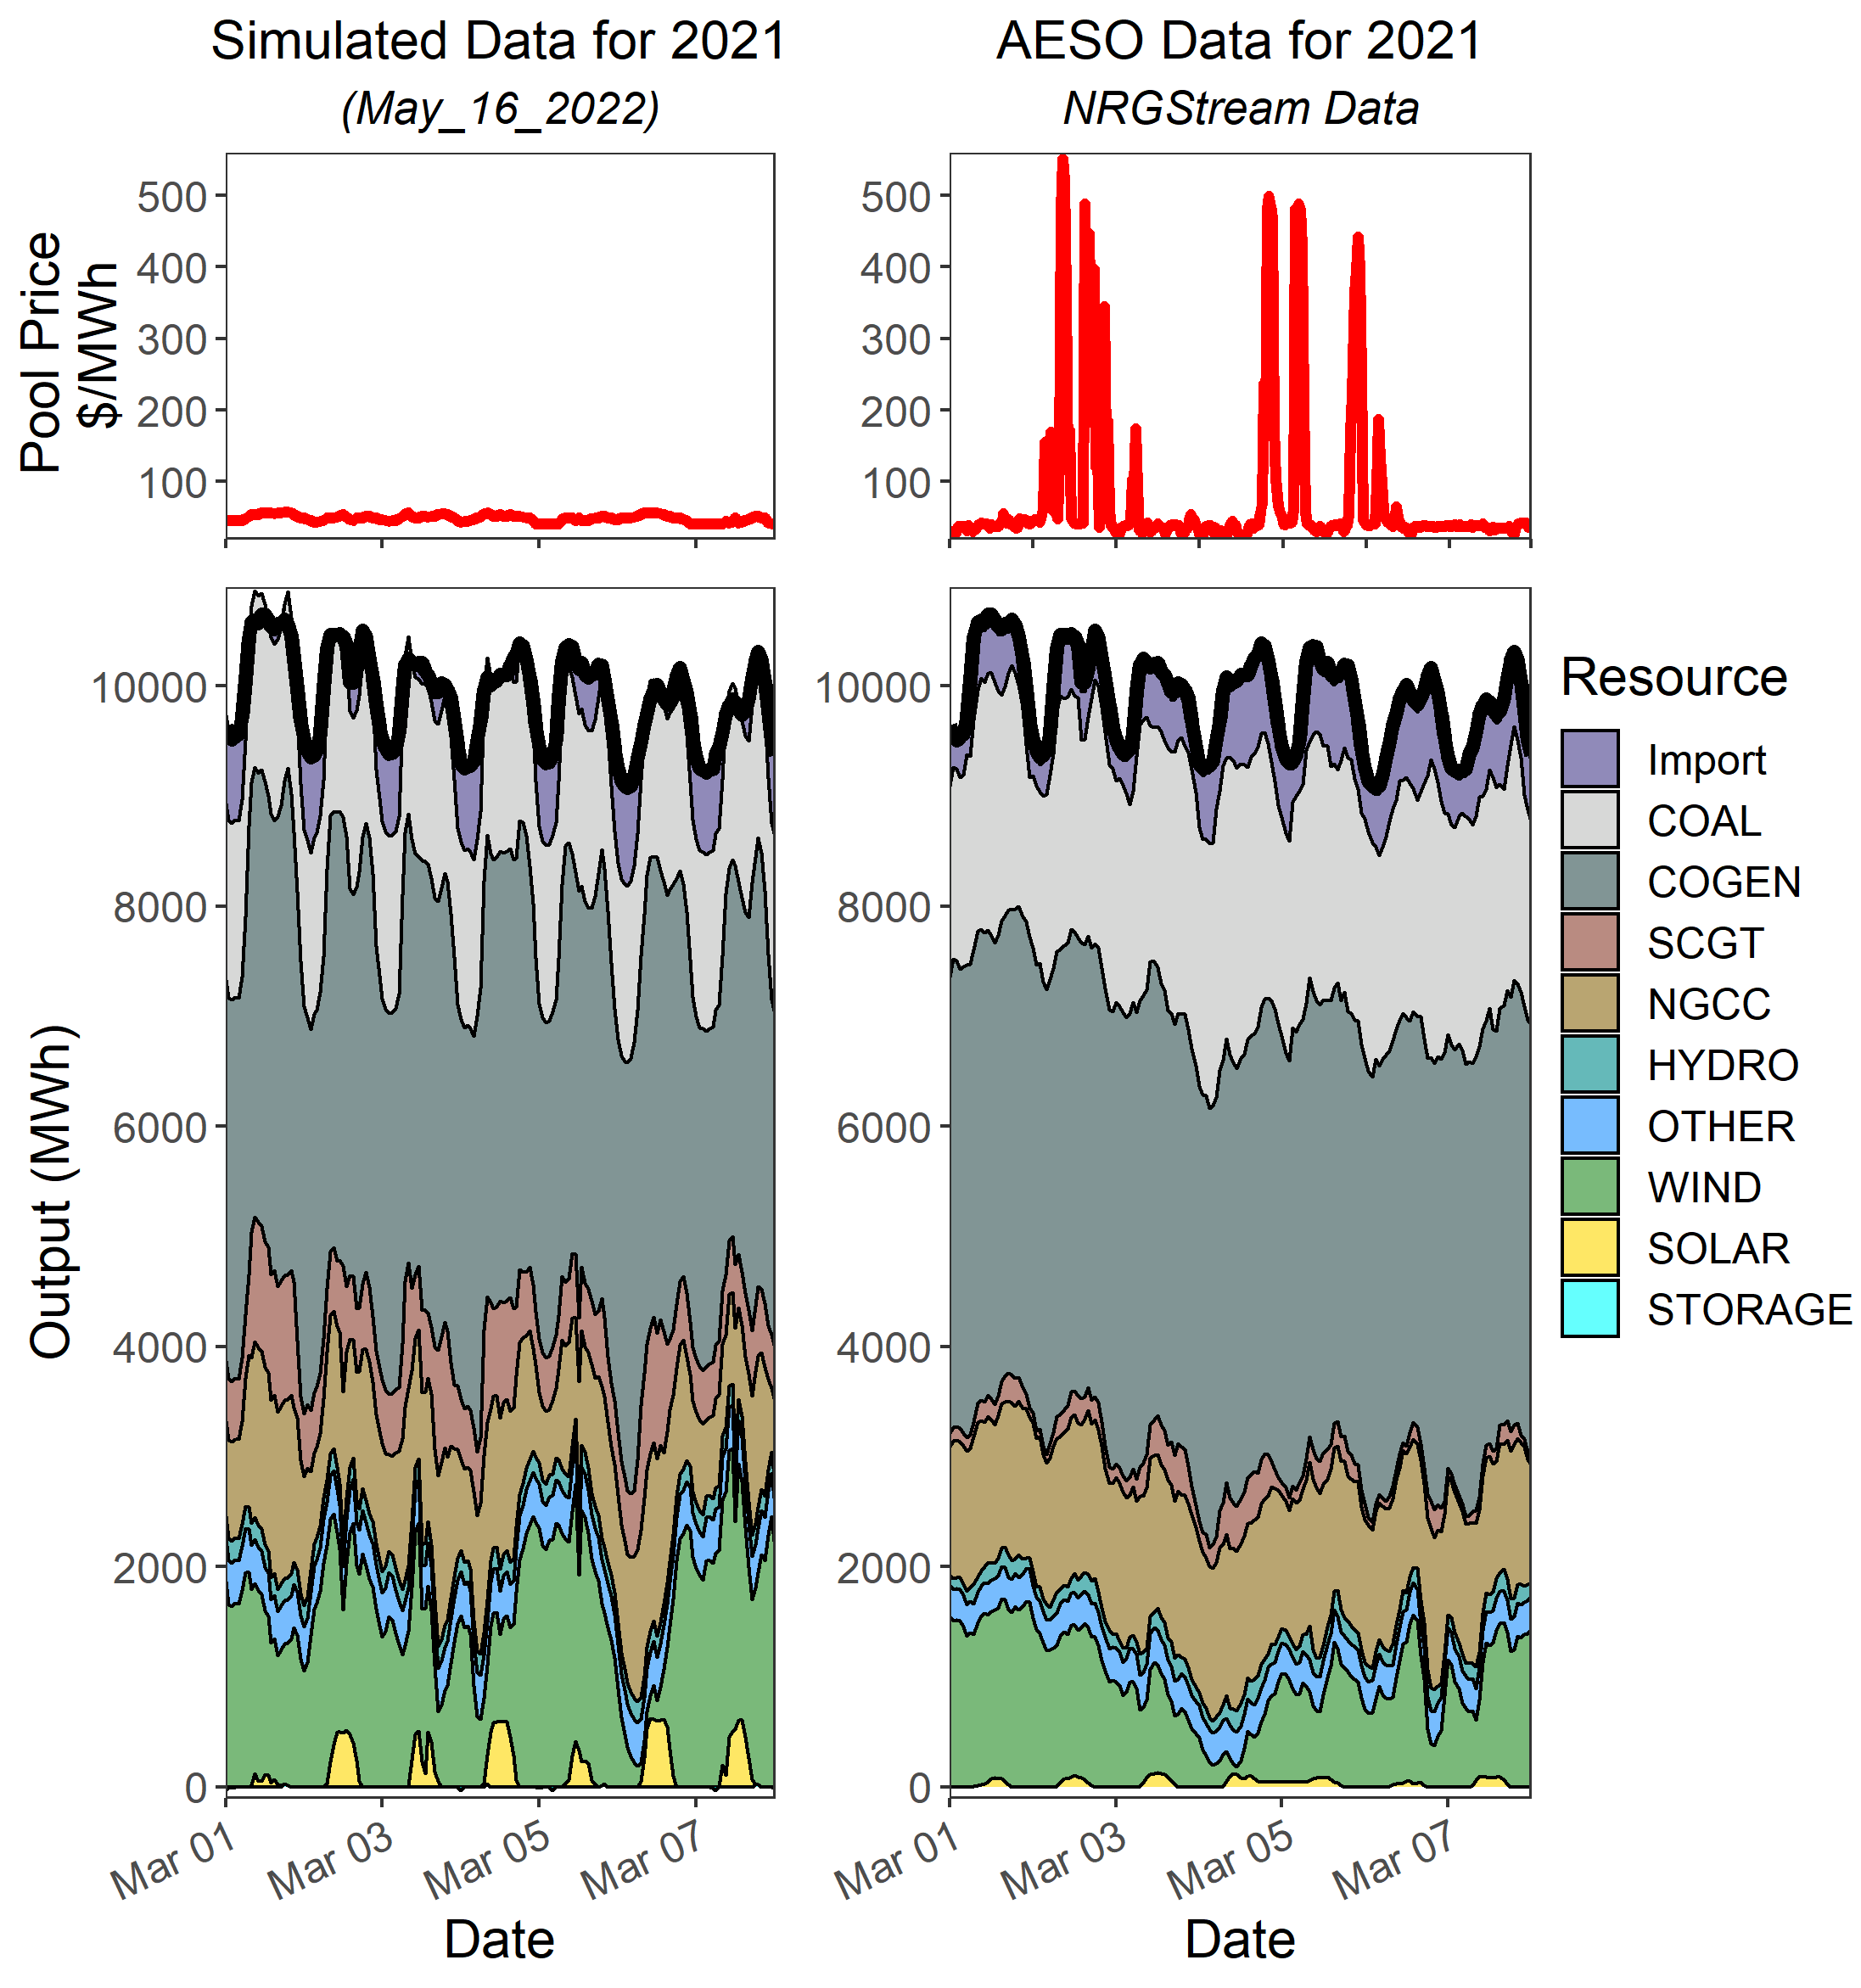 Simulated Data for 2021
(May_16_2022)
AESO Data for 2021
NRGStream Data
Pool Price
$/MWh
500
400
300
200
100
500
400
300
200
100
Output (MWh)
10000
8000
6000
4000
2000
0
Mar 01
Mar 03
Mar 05
Mar 07
Date
10000
8000
6000
4000
2000
0
Mar 01
Mar 03
Mar 05
Mar 07
Date
Resource
Import
COAL
COGEN
SCGT
NGCC
HYDRO
OTHER
WIND
SOLAR
STORAGE